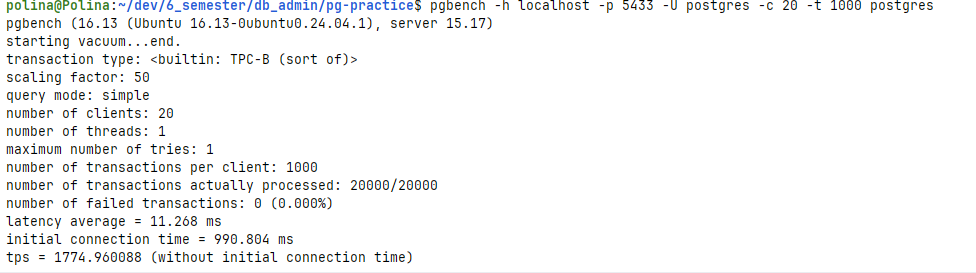 polina@Polina:~/dev/6_semester/db_admin/pg-practice$ pgbench -h localhost -p 5433 -U postgres -c 20 -t 1000 postgres
pgbench (16.13 (Ubuntu 16.13-0ubuntu0.24.04.1), server 15.17)
starting vacuum...end.
transaction type: <builtin: TPC-B (sort of)>
scaling factor: 50
query mode: simple
number of clients: 20
number of threads: 1
maximum number of tries: 1
number of transactions per client: 1000
number of transactions actually processed: 20000/20000
number of failed transactions: 0 (0.000%)
latency average = 11.268 ms
initial connection time = 990.804 ms
tps = 1774.960088 (without initial connection time)